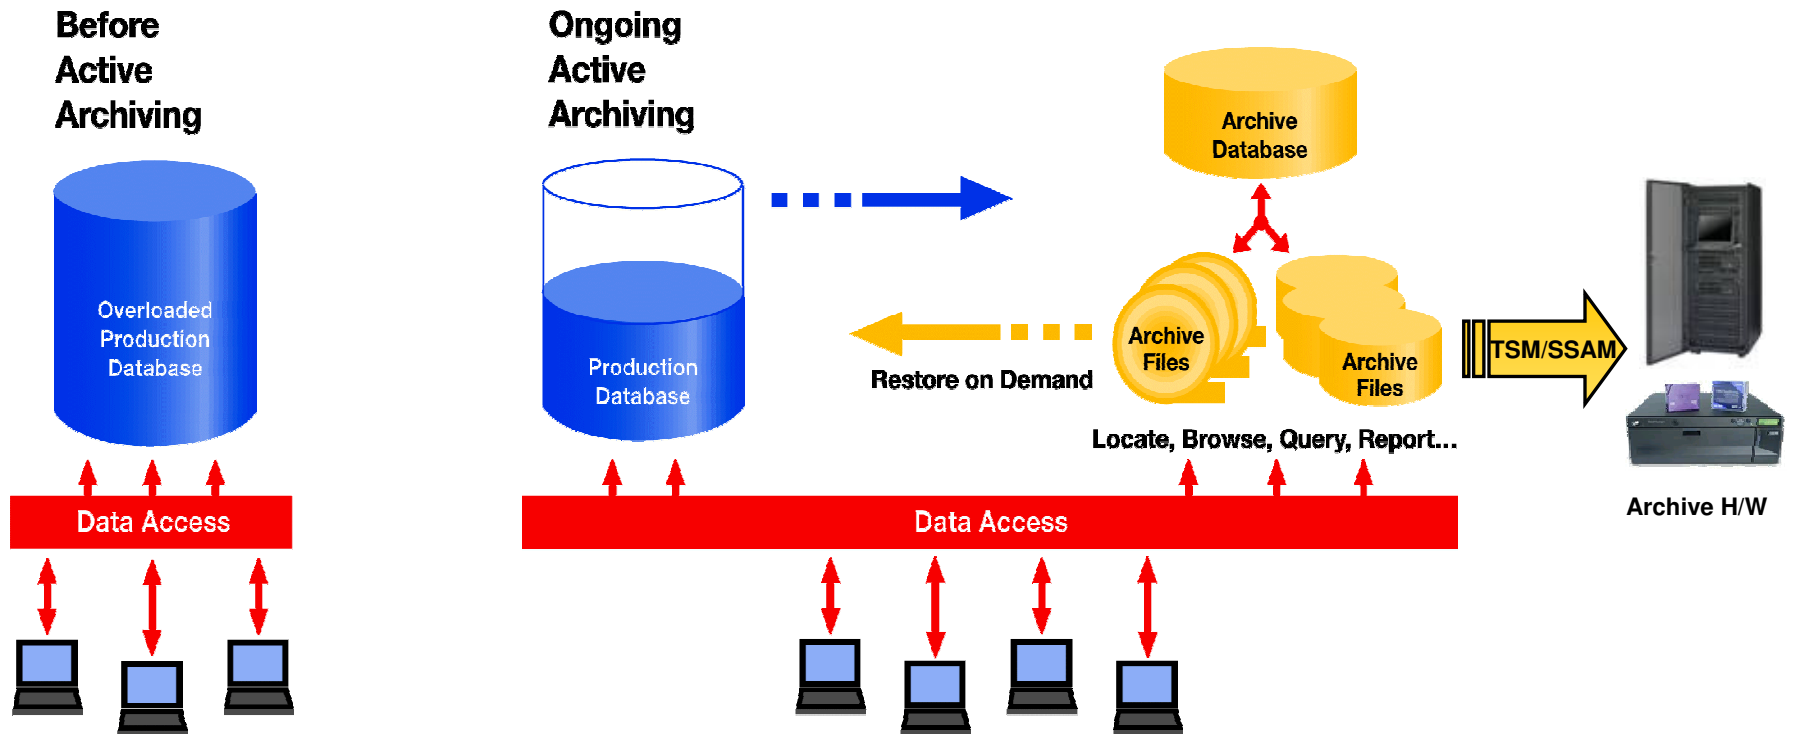 Before
Active
Archiving
Overloaded
Production
Database
Data Access
Ongoing
Active
Archiving
Production
Database
Restore on Demand
Archive
Database
Archive
Files
Archive
Files
Locate, Browse, Query, Report...
Data Access
TSM/SSAM
Archive H/W